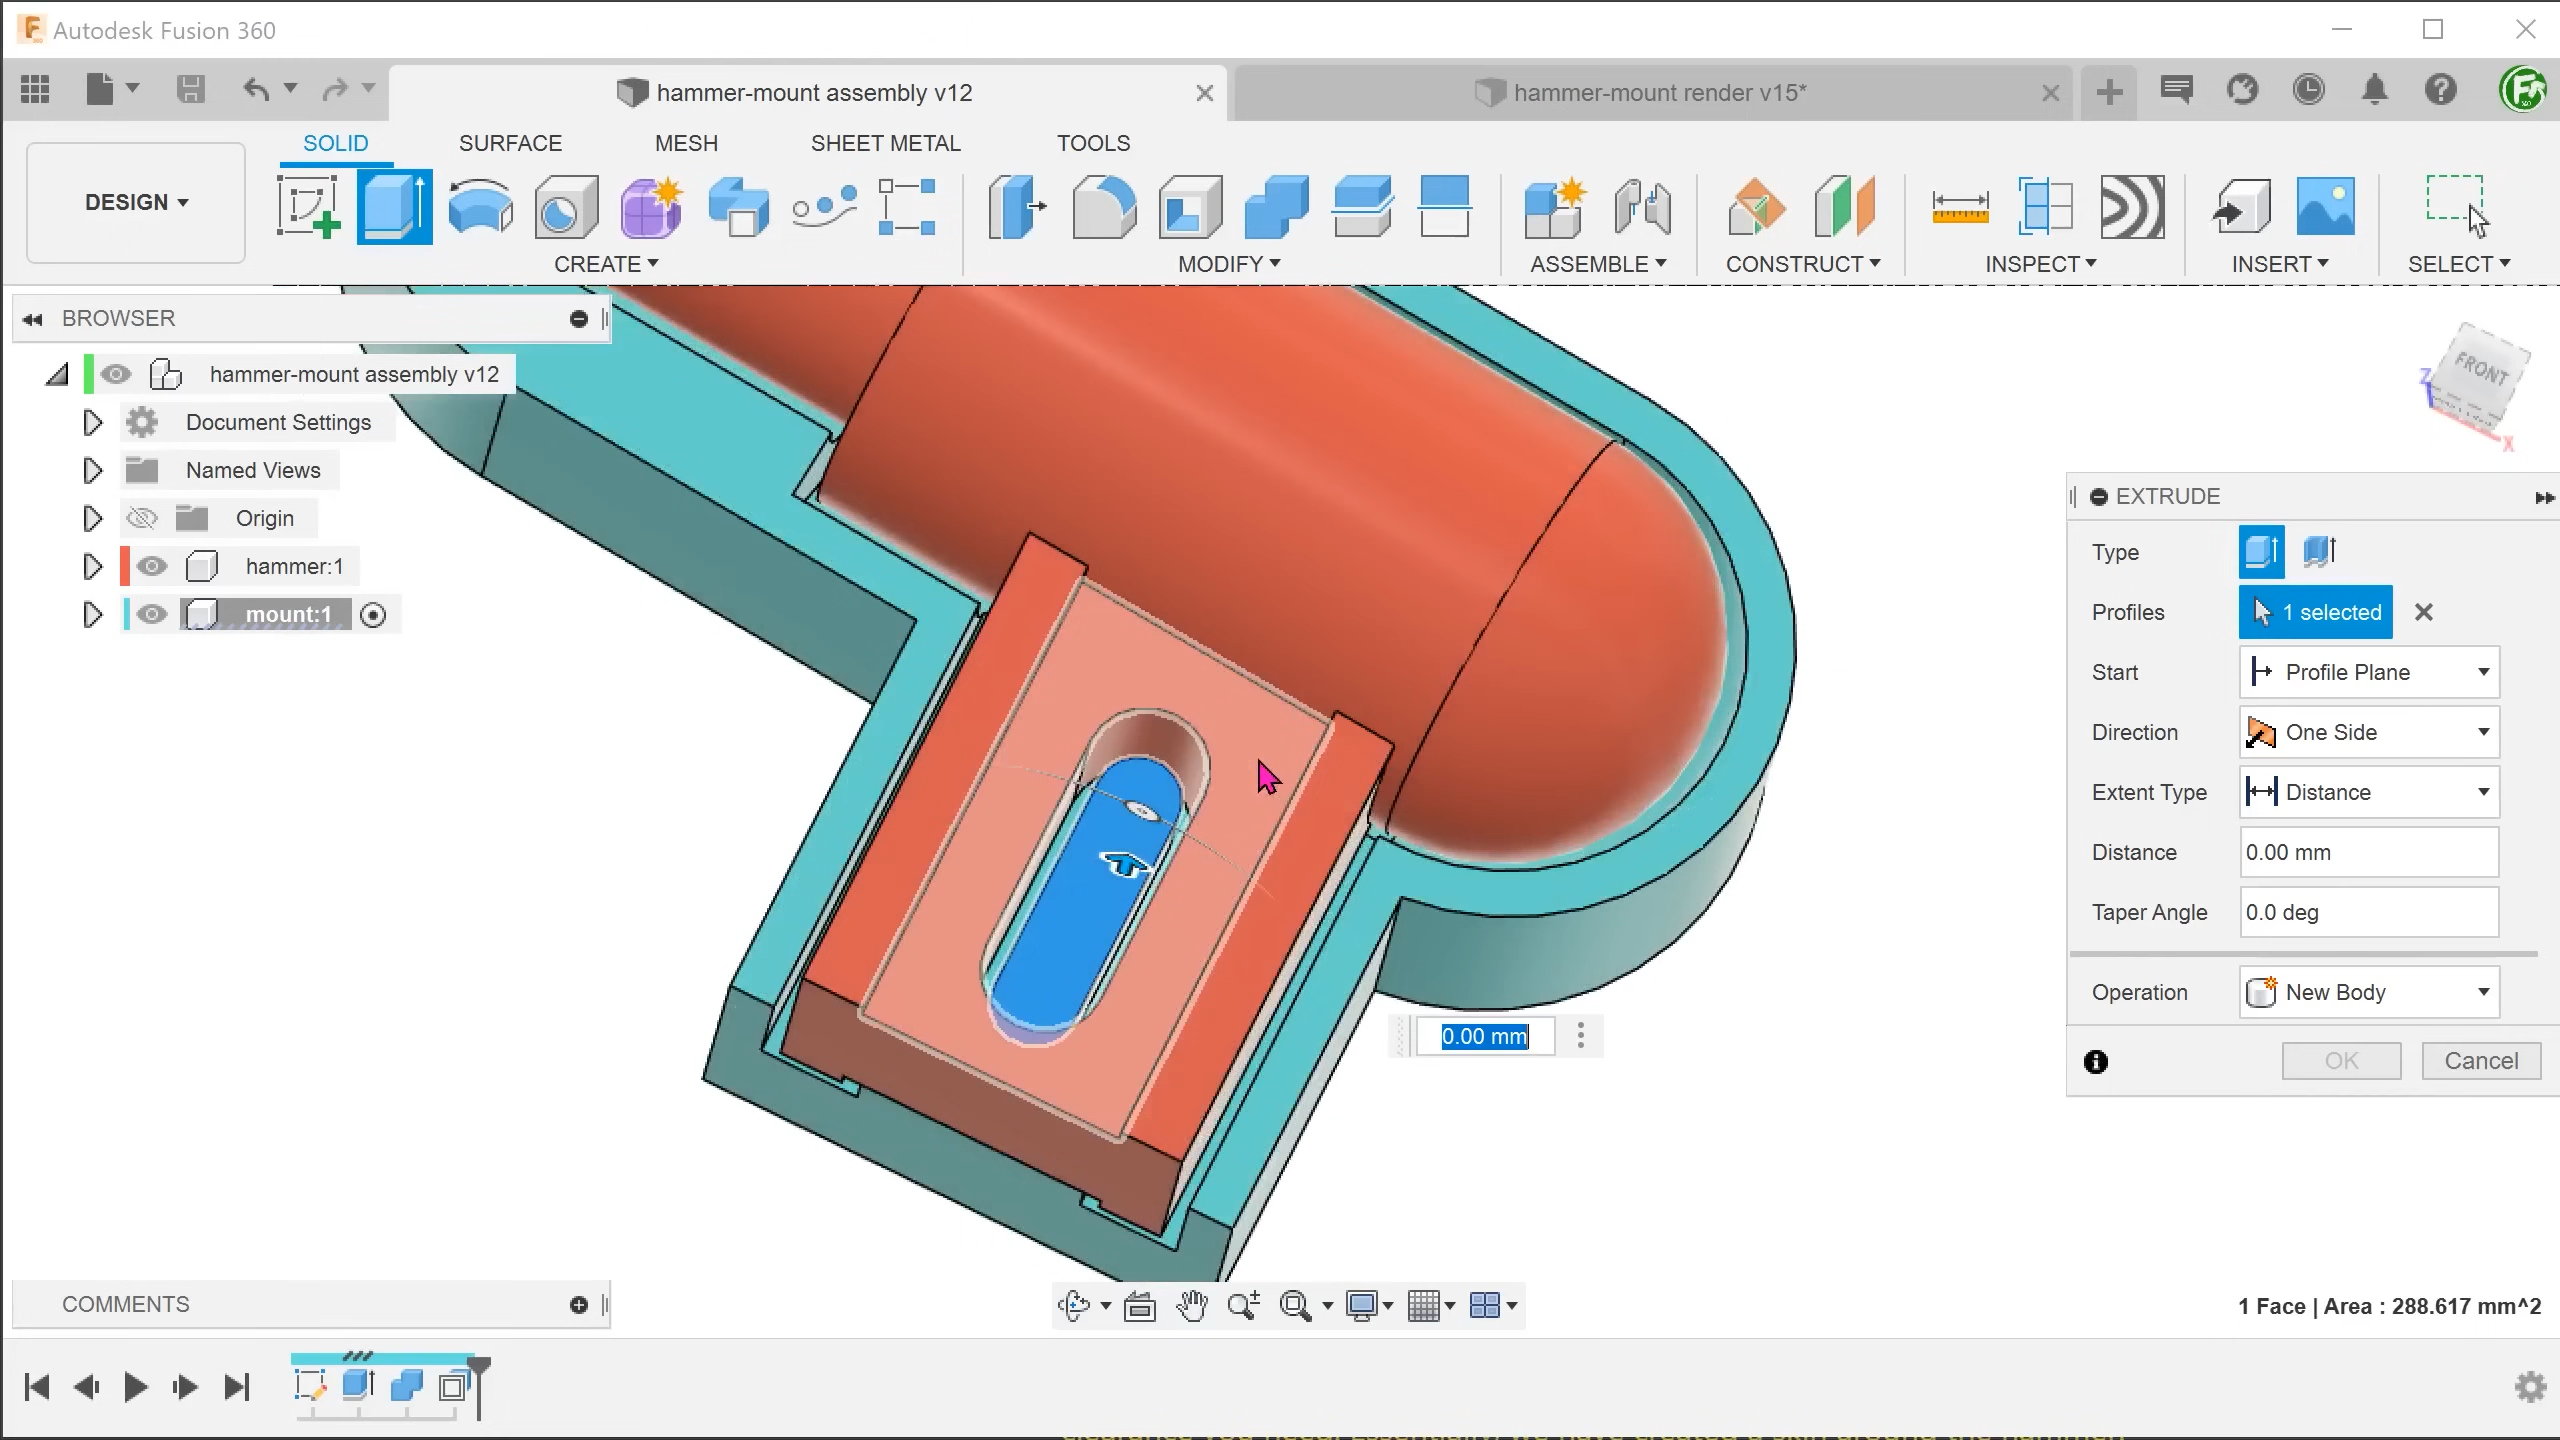 Autodesk Fusion 360
hammer-mount assembly v12
hammer-mount render v15*
SOLID SURFACE MESH SHEET METAL TOOLS
DESIGN
CREATE MODIFY ASSEMBLE CONSTRUCT INSPECT INSERT SELECT
BROWSER
hammer-mount assembly v12
Document Settings
Named Views
Origin
hammer:1
mount:1
FRONT
Z
X
EXTRUDE
Type
Profiles 1 selected
Start Profile Plane
Direction One Side
Extent Type Distance
Distance 0.00 mm
Taper Angle 0.0 deg
Operation New Body
OK Cancel
0.00 mm
COMMENTS
1 Face | Area : 288.617 mm^2